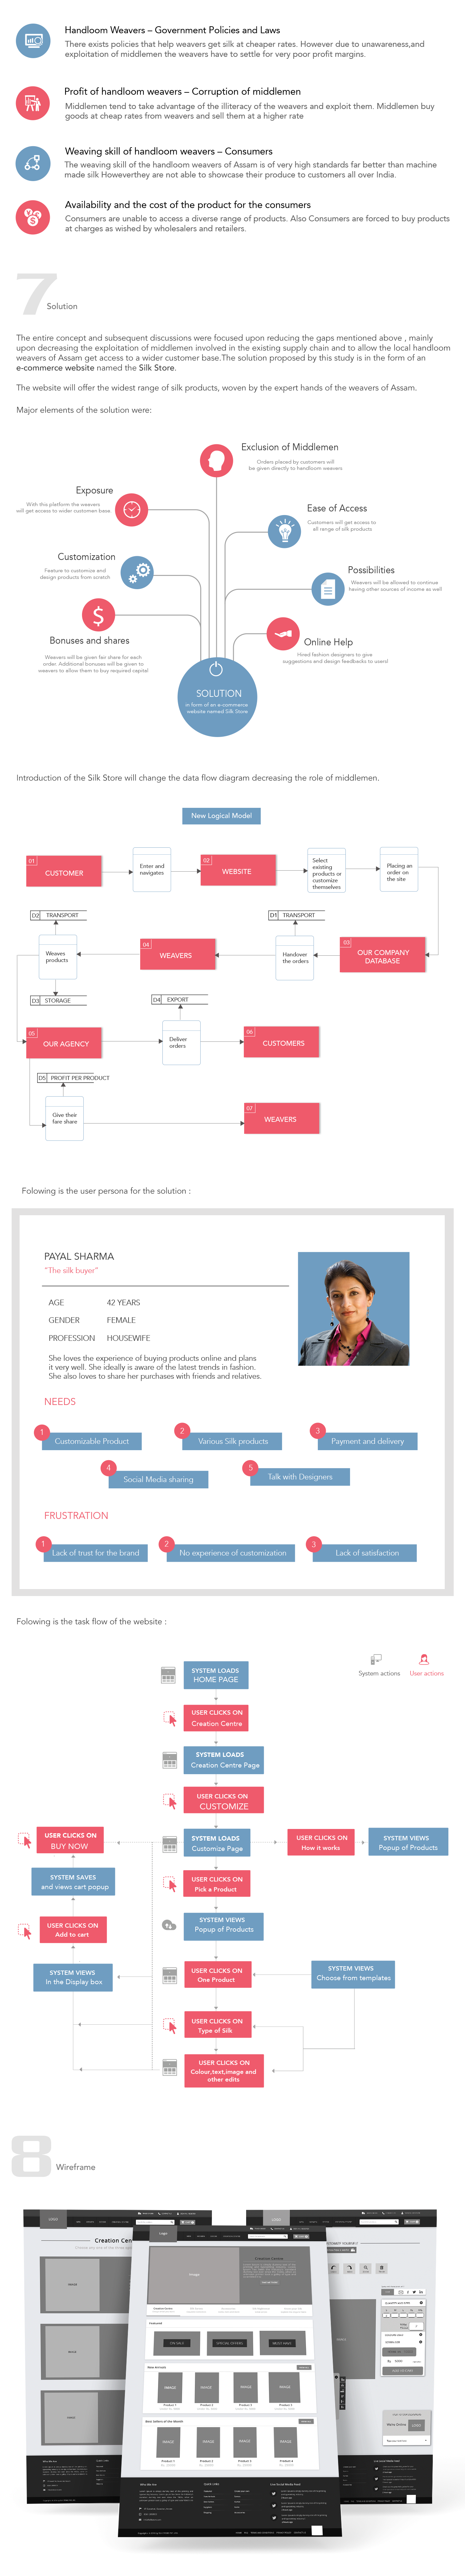 Handloom Weavers – Government Policies and Laws
There exists policies that help weavers get silk at cheaper rates. However due to unawareness,and
exploitation of middlemen the weavers have to settle for very poor profit margins.
Profit of handloom weavers – Corruption of middlemen
Middlemen tend to take advantage of the illiteracy of the weavers and exploit them. Middlemen buy
goods at cheap rates from weavers and sell them at a higher rate
Weaving skill of handloom weavers – Consumers
The weaving skill of the handloom weavers of Assam is of very high standards far better than machine
made silk Howeverthey are not able to showcase their produce to customers all over India.
Availability and the cost of the product for the consumers
Consumers are unable to access a diverse range of products. Also Consumers are forced to buy products
at charges as wished by wholesalers and retailers.
7
Solution
The entire concept and subsequent discussions were focused upon reducing the gaps mentioned above , mainly
upon decreasing the exploitation of middlemen involved in the existing supply chain and to allow the local handloom
weavers of Assam get access to a wider customer base.The solution proposed by this study is in the form of an
e-commerce website named the Silk Store.
The website will offer the widest range of silk products, woven by the expert hands of the weavers of Assam.
Major elements of the solution were:
Exclusion of Middlemen
Orders placed by customers will
be given directly to handloom weavers
Exposure
With this platform the weavers
will get access to wider customer base.
Ease of Access
Customers will get access to
all range of silk products
Customization
Feature to customize and
design products from scratch
Possibilities
Weavers will be allowed to continue
having other sources of income as well
$
Bonuses and shares
Weavers will be given fair share for each
order. Additional bonuses will be given to
weavers to allow them to buy required capital
Online Help
Hired fashion designers to give
suggestions and design feedbacks to users!
SOLUTION
in form of an e-commerce
website named Silk Store
Introduction of the Silk Store will change the data flow diagram decreasing the role of middlemen.
New Logical Model
01
CUSTOMER
Enter and
navigates
02
WEBSITE
Select
existing
products or
customize
themselves
Placing an
order on
the site
D2 TRANSPORT
D1 TRANSPORT
Weaves
products
04
WEAVERS
Handover
the orders
03
OUR COMPANY
DATABASE
D3 STORAGE
D4 EXPORT
05
OUR AGENCY
Deliver
orders
06
CUSTOMERS
D5 PROFIT PER PRODUCT
Give their
fare share
07
WEAVERS
Folowing is the user persona for the solution :
PAYAL SHARMA
"The silk buyer"
AGE 42 YEARS
GENDER FEMALE
PROFESSION HOUSEWIFE
She loves the experience of buying products online and plans
it very well. She ideally is aware of the latest trends in fashion.
She also loves to share her purchases with friends and relatives.
NEEDS
1 Customizable Product
2 Various Silk products
3 Payment and delivery
4 Social Media sharing
5 Talk with Designers
FRUSTRATION
1 Lack of trust for the brand
2 No experience of customization
3 Lack of satisfaction
Folowing is the task flow of the website :
System actions
User actions
SYSTEM LOADS
HOME PAGE
USER CLICKS ON
Creation Centre
SYSTEM LOADS
Creation Centre Page
USER CLICKS ON
CUSTOMIZE
USER CLICKS ON
BUY NOW
SYSTEM LOADS
Customize Page
USER CLICKS ON
How it works
SYSTEM VIEWS
Popup of Products
SYSTEM SAVES
and views cart popup
USER CLICKS ON
Pick a Product
USER CLICKS ON
Add to cart
SYSTEM VIEWS
Popup of Products
SYSTEM VIEWS
In the Display box
USER CLICKS ON
One Product
SYSTEM VIEWS
Choose from templates
USER CLICKS ON
Type of Silk
USER CLICKS ON
Colour,text,image and
other edits
8
Wireframe
LOGO
Creation Cen
IMAGE
IMAGE
IMAGE
Logo
Image
Creation Centre
Featured
ON SALE
SPECIAL OFFERS
MUST HAVE
New Arrivals
IMAGE
IMAGE
IMAGE
IMAGE
Product 1
Product 2
Product 3
Product 4
Best Sellers of the Month
IMAGE
IMAGE
IMAGE
IMAGE
Product 1
Product 2
Product 3
Product 4
Who We Are
Quick Links
LOGO
LOGO